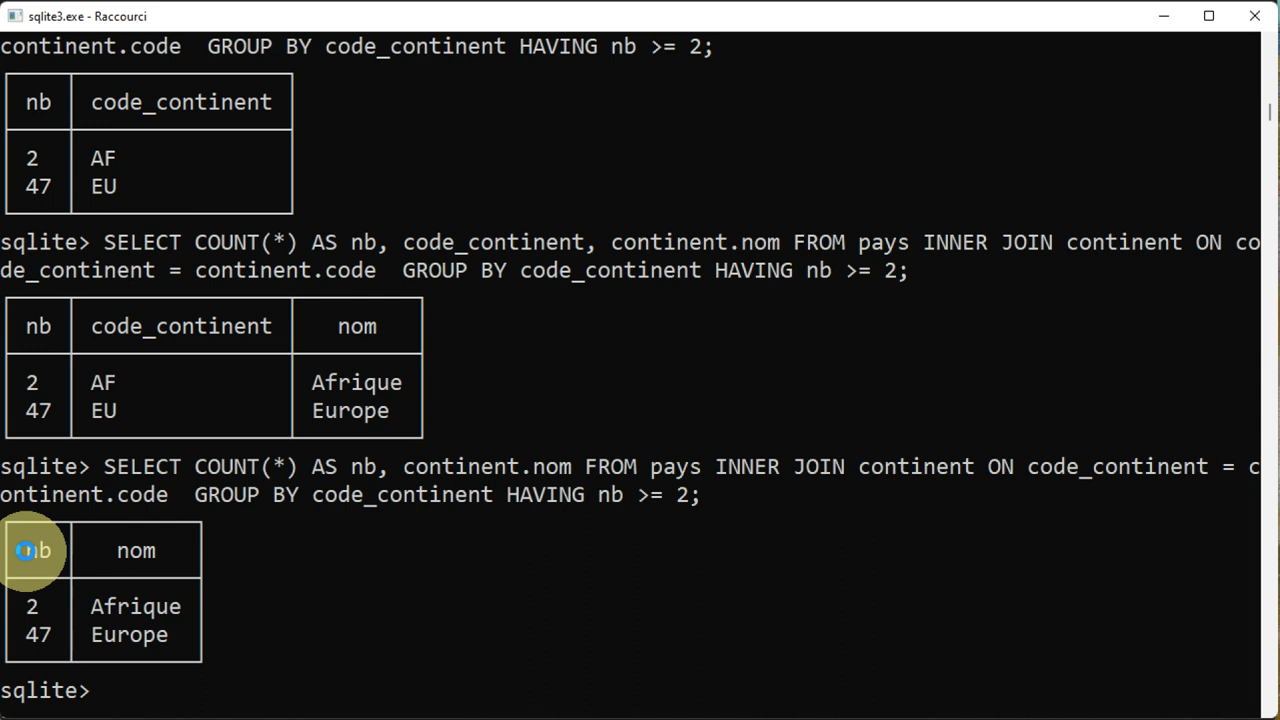 sqlite3.exe - Raccourci
continent.code  GROUP BY code_continent HAVING nb >= 2;
nb code_continent
2 AF
47 EU
sqlite> SELECT COUNT(*) AS nb, code_continent, continent.nom FROM pays INNER JOIN continent ON co
de_continent = continent.code  GROUP BY code_continent HAVING nb >= 2;
nb code_continent nom
2 AF Afrique
47 EU Europe
sqlite> SELECT COUNT(*) AS nb, continent.nom FROM pays INNER JOIN continent ON code_continent = c
ontinent.code  GROUP BY code_continent HAVING nb >= 2;
nb nom
2 Afrique
47 Europe
sqlite>